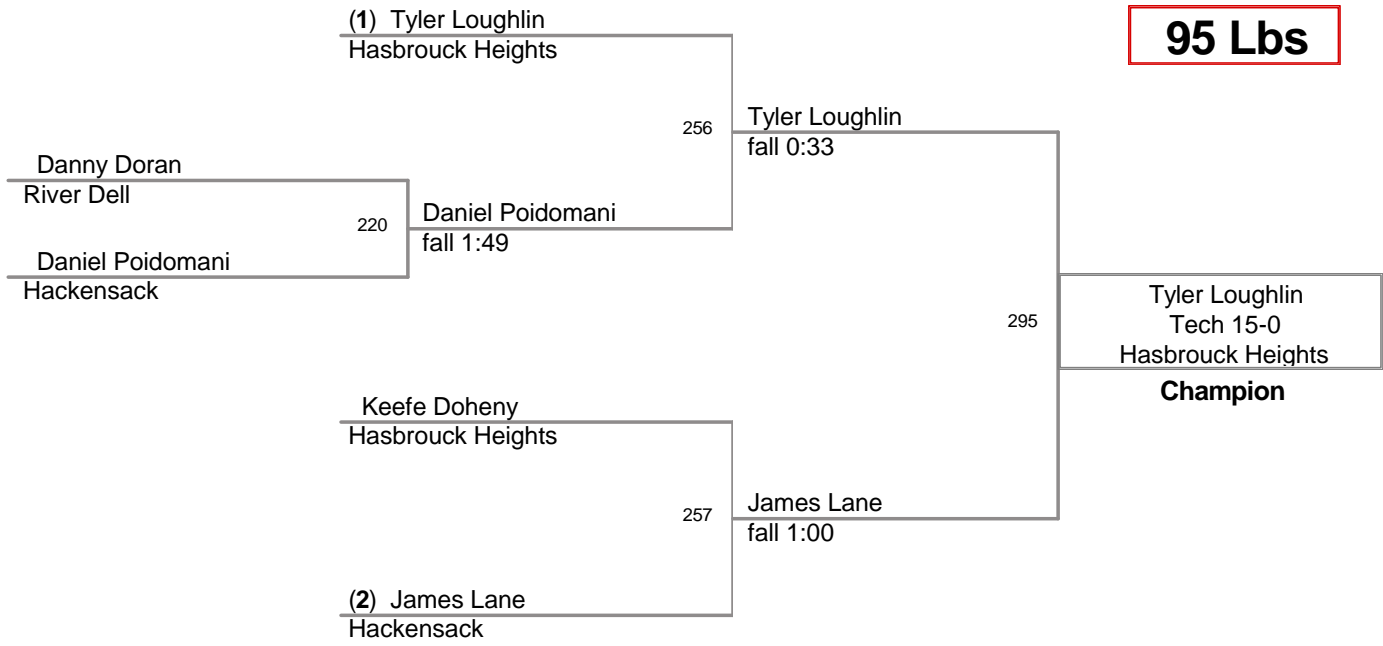 (1) Tyler Loughlin
Hasbrouck Heights
95 Lbs
256
Tyler Loughlin
fall 0:33
Danny Doran
River Dell
220
Daniel Poidomani
fall 1:49
Daniel Poidomani
Hackensack
295
Tyler Loughlin
Tech 15-0
Hasbrouck Heights
Champion
Keefe Doheny
Hasbrouck Heights
257
James Lane
fall 1:00
(2) James Lane
Hackensack